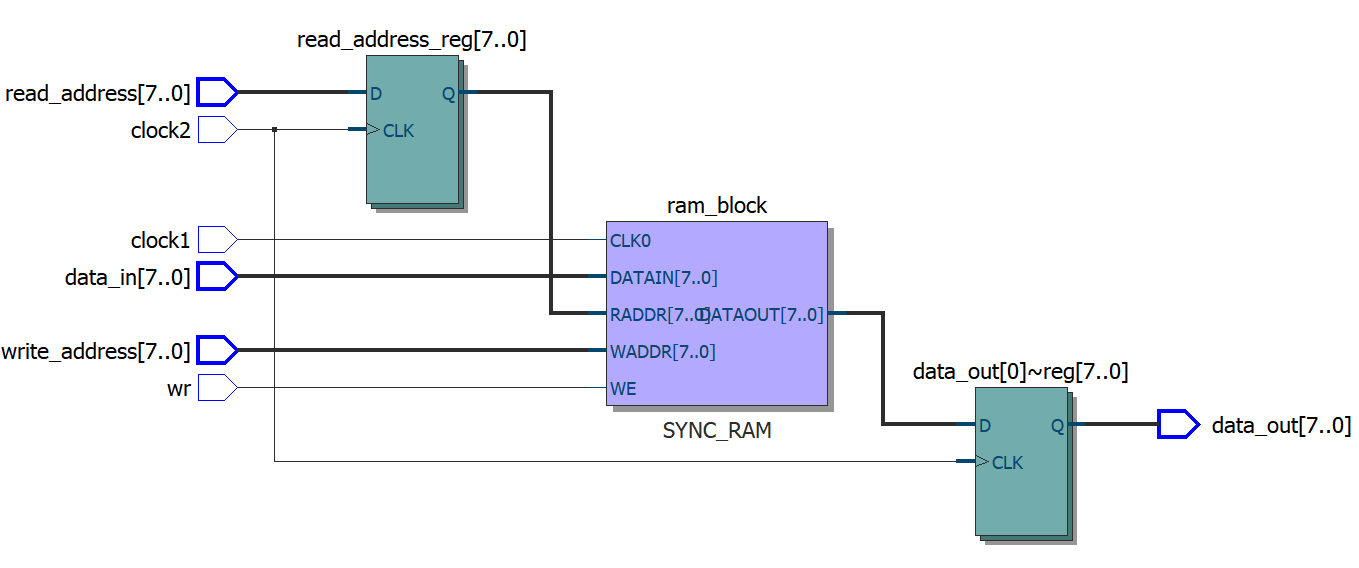 read_address_reg[7..0]
read_address[7..0]
D
Q
clock2
CLK
ram_block
clock1
CLK0
data_in[7..0]
DATAIN[7..0]
RADDR[7..0]
DATAOUT[7..0]
write_address[7..0]
WADDR[7..0]
wr
WE
SYNC_RAM
data_out[0]~reg[7..0]
D
Q
data_out[7..0]
CLK